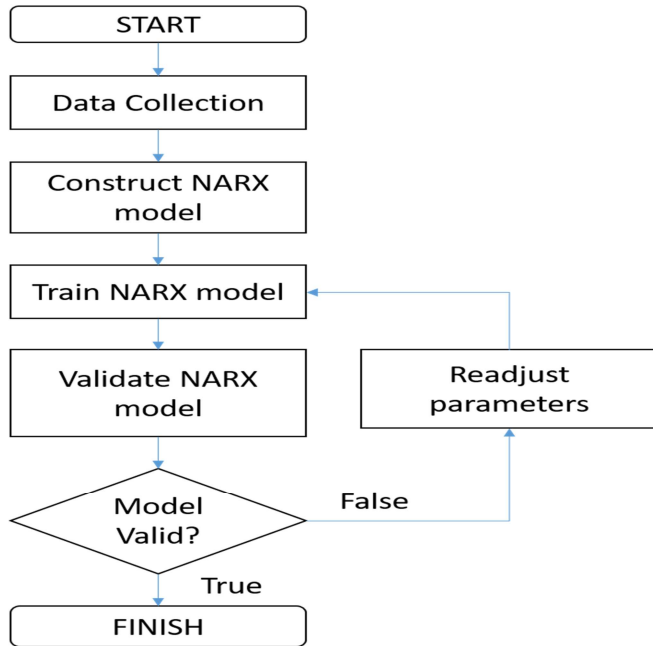 START
Data Collection
Construct NARX
model
Train NARX model
Validate NARX
model
Readjust
parameters
Model
Valid?
False
True
FINISH